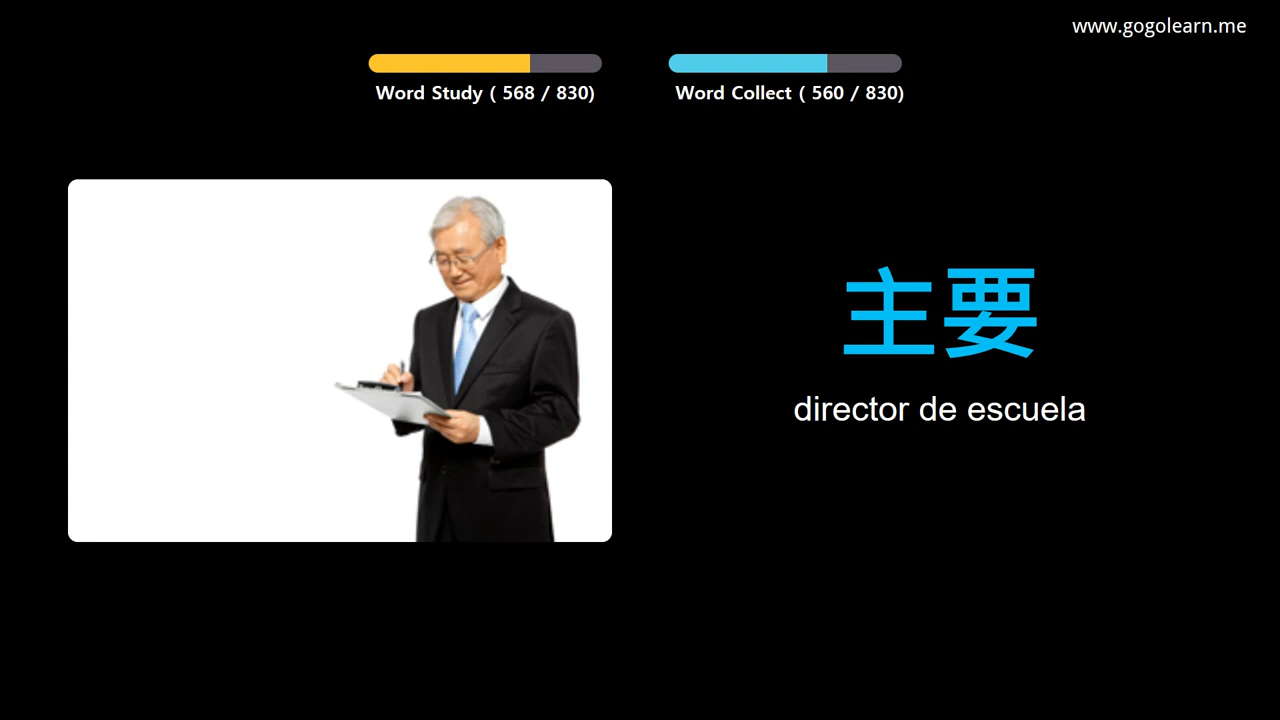 www.gogolearn.me
Word Study ( 568 / 830)
Word Collect ( 560 / 830)
主要
director de escuela